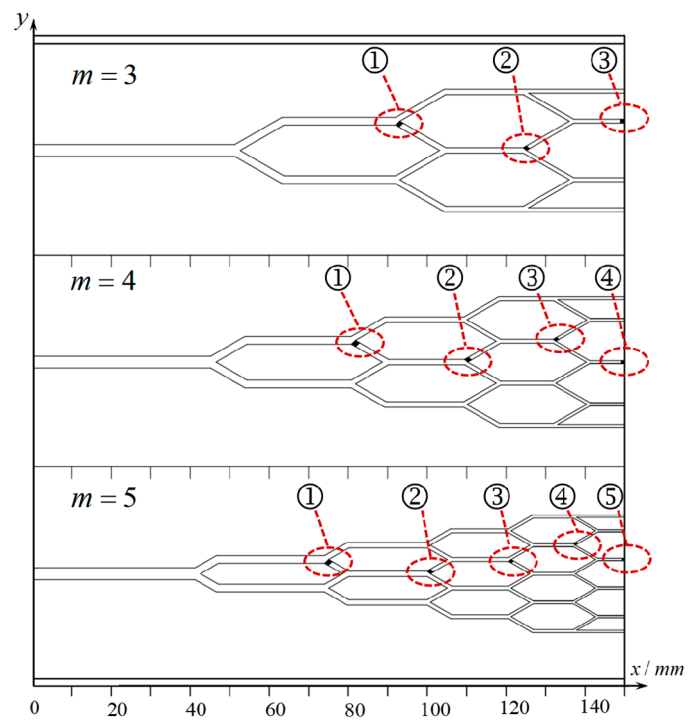 y
① ② ③
m = 3
① ② ③ ④
m = 4
① ② ③ ④ ⑤
m = 5
x / mm
0 20 40 60 80 100 120 140